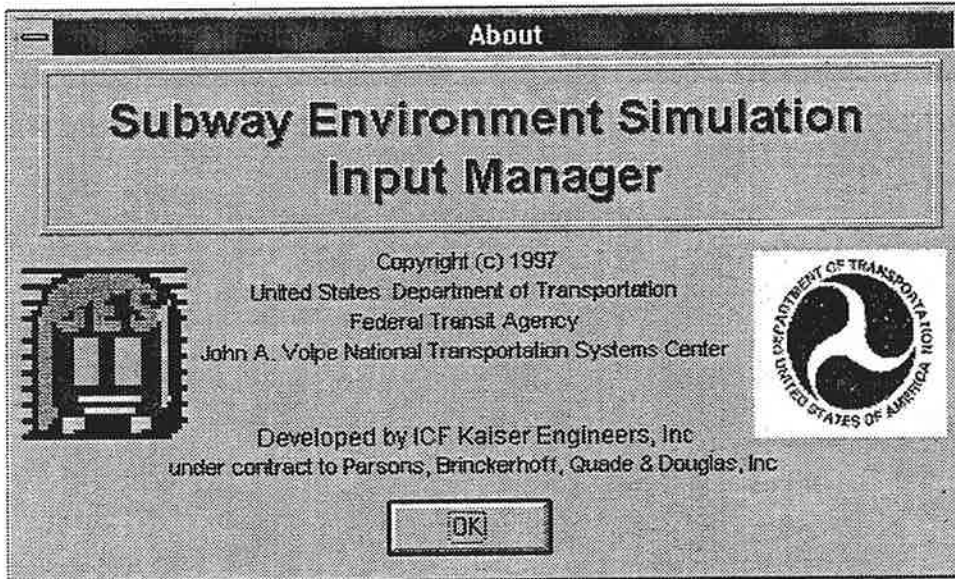 About
Subway Environment Simulation
Input Manager
Copyright (c) 1997
United States Department of Transportation
Federal Transit Agency
John A. Volpe National Transportation Systems Center
DEPARTMENT OF TRANSPORTATION
UNITED STATES OF AMERICA
Developed by ICF Kaiser Engineers, Inc
under contract to Parsons, Brinckerhoff, Quade & Douglas, Inc
OK